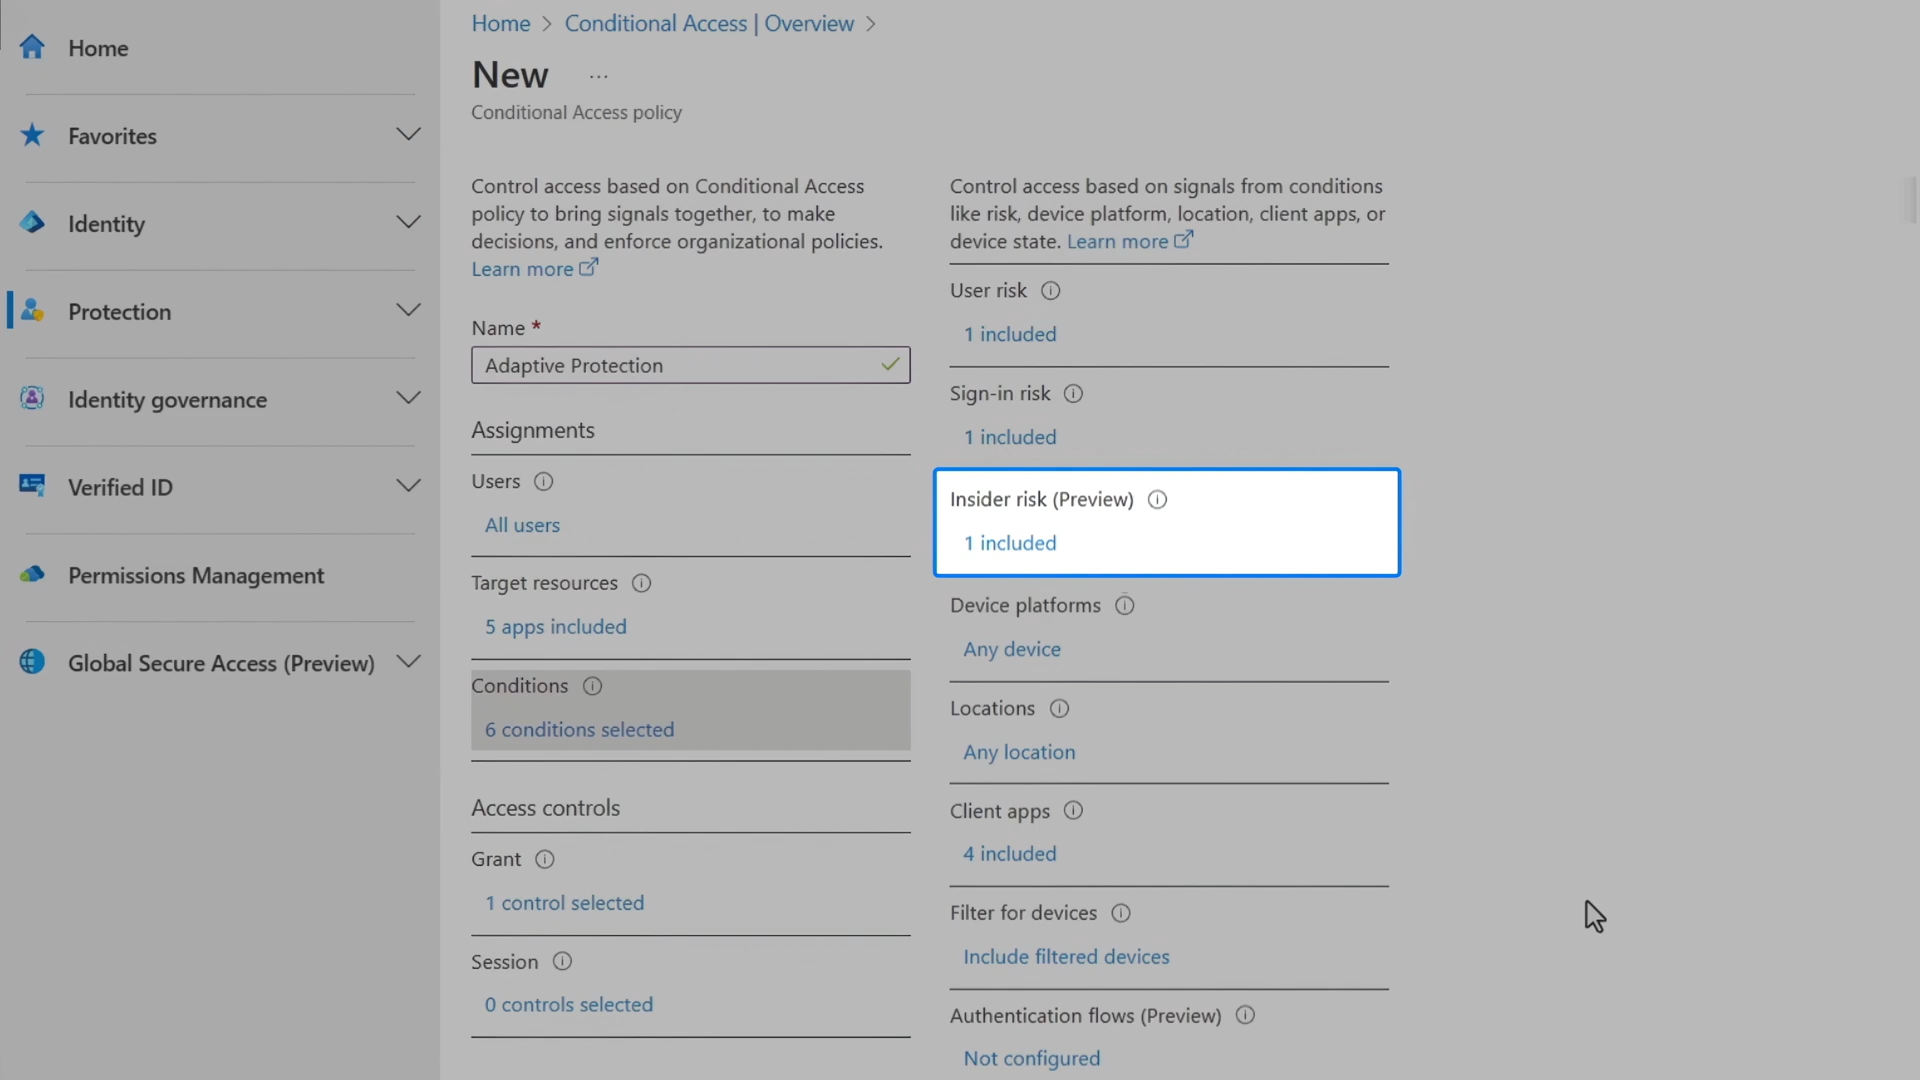 Home
Favorites
Identity
Protection
Identity governance
Verified ID
Permissions Management
Global Secure Access (Preview)
Home > Conditional Access | Overview >
New ...
Conditional Access policy
Control access based on Conditional Access
policy to bring signals together, to make
decisions, and enforce organizational policies.
Learn more
Name *
Adaptive Protection
Assignments
Users
All users
Target resources
5 apps included
Conditions
6 conditions selected
Access controls
Grant
1 control selected
Session
0 controls selected
Control access based on signals from conditions
like risk, device platform, location, client apps, or
device state. Learn more
User risk
1 included
Sign-in risk
1 included
Insider risk (Preview)
1 included
Device platforms
Any device
Locations
Any location
Client apps
4 included
Filter for devices
Include filtered devices
Authentication flows (Preview)
Not configured